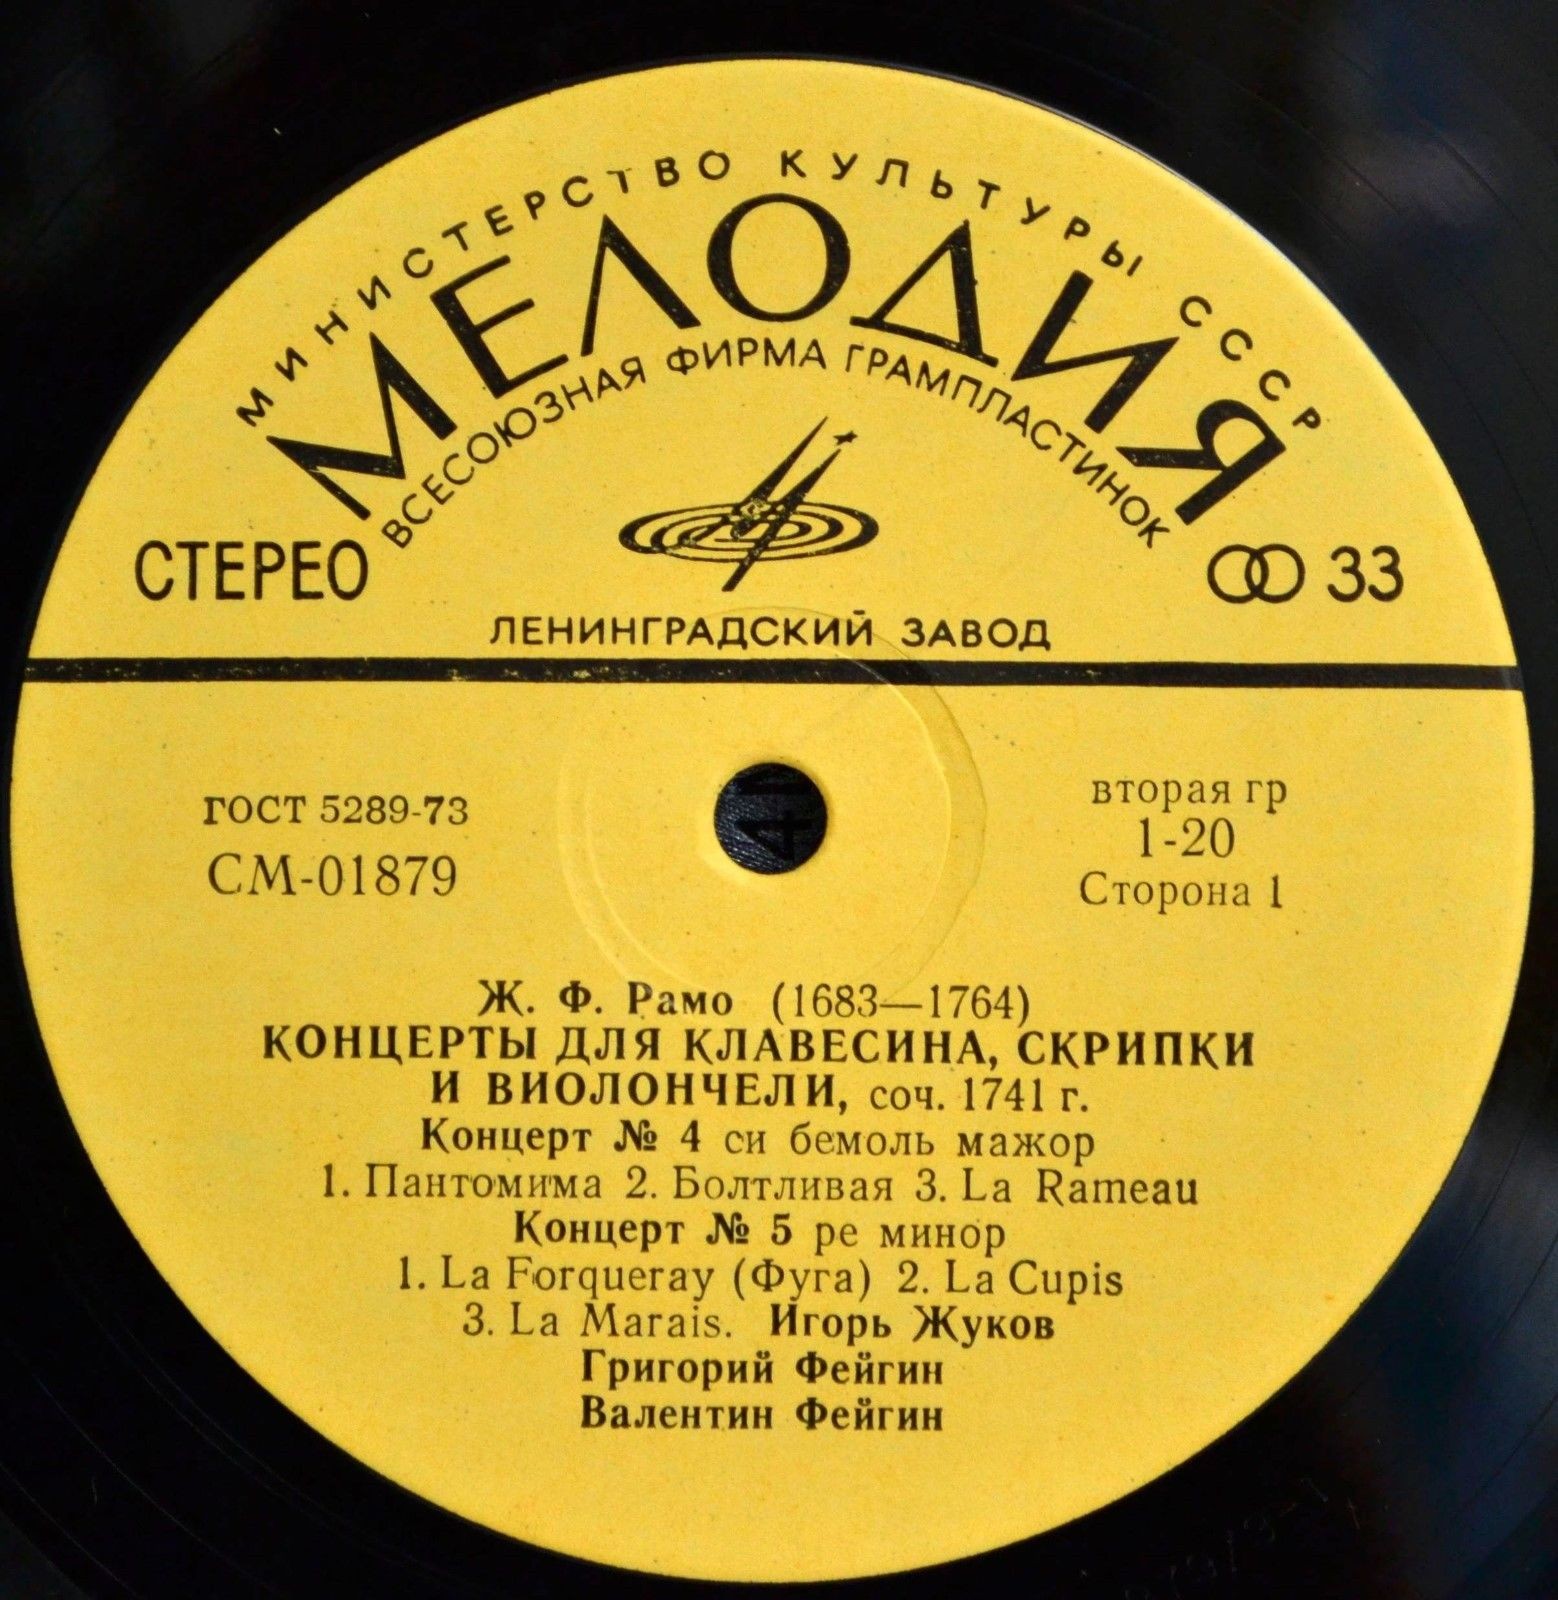 МИНИСТЕРСТВО КУЛЬТУРЫ СССР
МЕЛОДИЯ
ВСЕСОЮЗНАЯ ФИРМА ГРАМПЛАСТИНОК
СТЕРЕО
33
ЛЕНИНГРАДСКИЙ ЗАВОД
ГОСТ 5289-73
СМ-01879
вторая гр
1-20
Сторона 1
Ж. Ф. Рамо (1683—1764)
КОНЦЕРТЫ ДЛЯ КЛАВЕСИНА, СКРИПКИ
И ВИОЛОНЧЕЛИ, соч. 1741 г.
Концерт № 4 си бемоль мажор
1. Пантомима 2. Болтливая 3. La Rameau
Концерт № 5 ре минор
1. La Forqueray (Фуга) 2. La Cupis
3. La Marais. Игорь Жуков
Григорий Фейгин
Валентин Фейгин